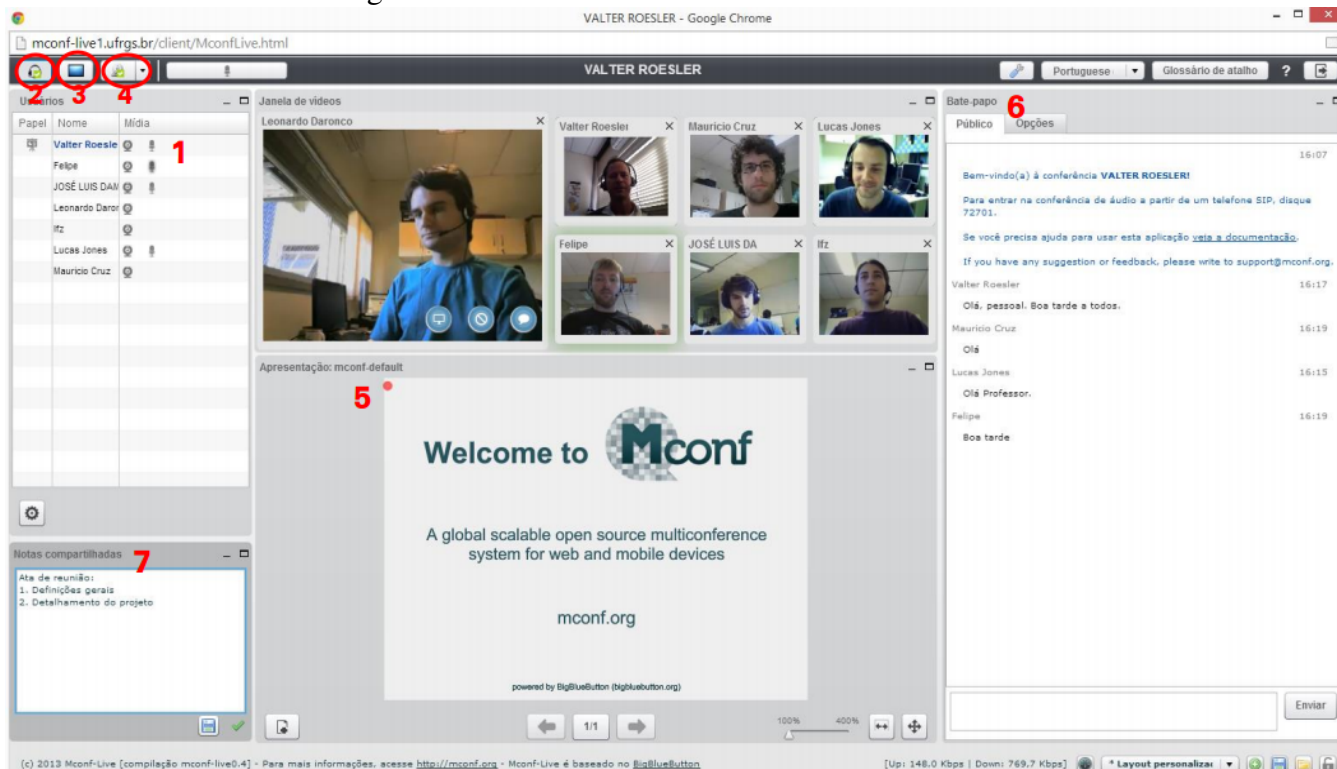 VALTER ROESLER - Google Chrome
mconf-live1.ufrgs.br/client/MconfLive.html
VALTER ROESLER
Portuguese
Glossário de atalho
?
2
3
4
Usuários
Papel Nome Mídia
1
Valter Roesle
Felipe
JOSÉ LUIS DAM
Leonardo Daror
lfz
Lucas Jones
Mauricio Cruz
Notas compartilhadas
7
Ata de reunião:
1. Definições gerais
2. Detalhamento do projeto
Janela de vídeos
Leonardo Daronco
Valter Roesler
Mauricio Cruz
Lucas Jones
Felipe
JOSÉ LUIS DA
lfz
Apresentação: mconf-default
5
Welcome to Mconf
A global scalable open source multiconference
system for web and mobile devices
mconf.org
powered by BigBlueButton (bigbluebutton.org)
1/1
100% 400%
Bate-papo
6
Público Opções
16:07
Bem-vindo(a) à conferência VALTER ROESLER!
Para entrar na conferência de áudio a partir de um telefone SIP, disque
72701.
Se você precisa ajuda para usar esta aplicação veja a documentação.
If you have any suggestion or feedback, please write to support@mconf.org.
Valter Roesler 16:17
Olá, pessoal. Boa tarde a todos.
Mauricio Cruz 16:19
Olá
Lucas Jones 16:15
Olá Professor.
Felipe 16:19
Boa tarde
Enviar
(c) 2013 Mconf-Live [compilação mconf-live0.4] - Para mais informações, acesse http://mconf.org - Mconf-Live é baseado no BigBlueButton
[Up: 148.0 Kbps | Down: 769.7 Kbps]
* Layout personalizad